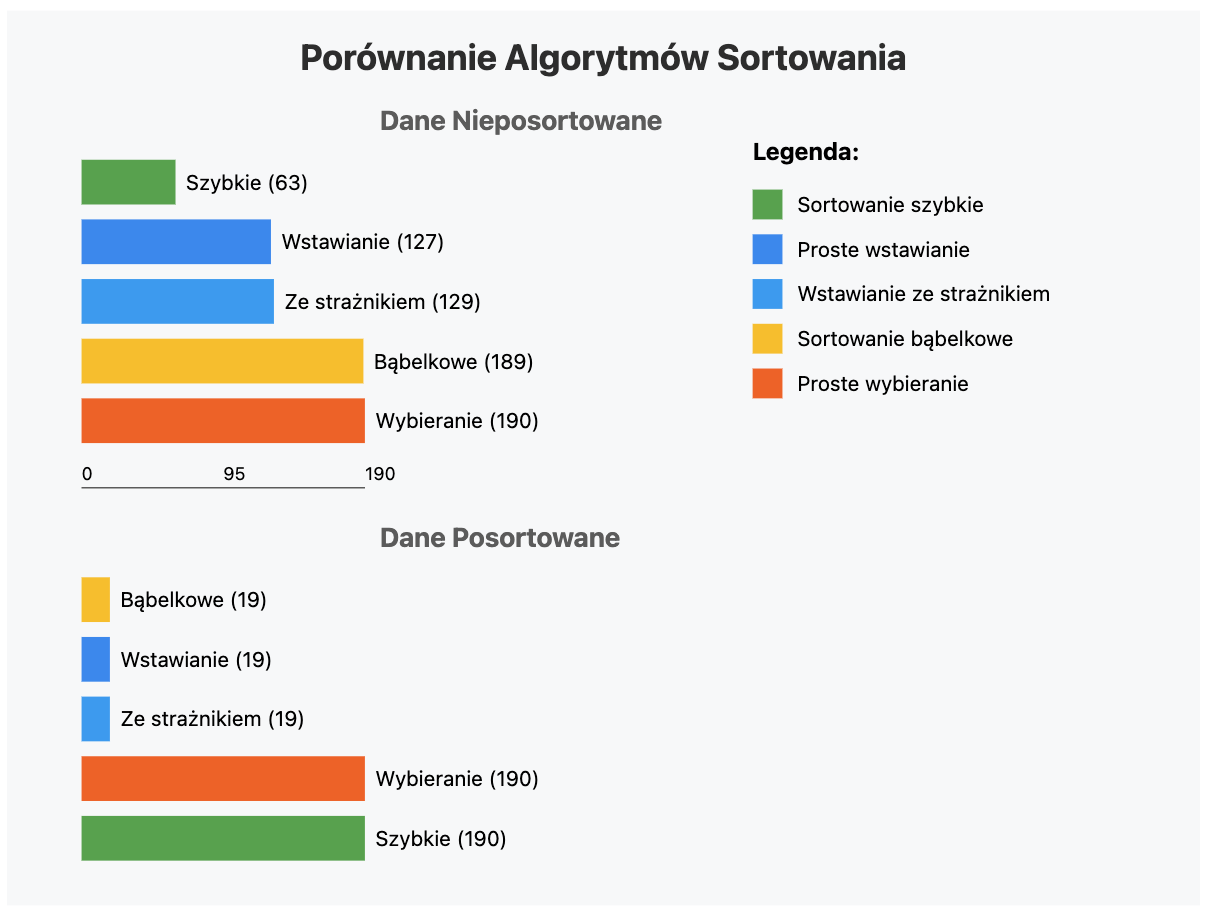 Porównanie Algorytmów Sortowania
Dane Nieposortowane
Szybkie (63)
Wstawianie (127)
Ze strażnikiem (129)
Bąbelkowe (189)
Wybieranie (190)
0 95 190
Legenda:
Sortowanie szybkie
Proste wstawianie
Wstawianie ze strażnikiem
Sortowanie bąbelkowe
Proste wybieranie
Dane Posortowane
Bąbelkowe (19)
Wstawianie (19)
Ze strażnikiem (19)
Wybieranie (190)
Szybkie (190)